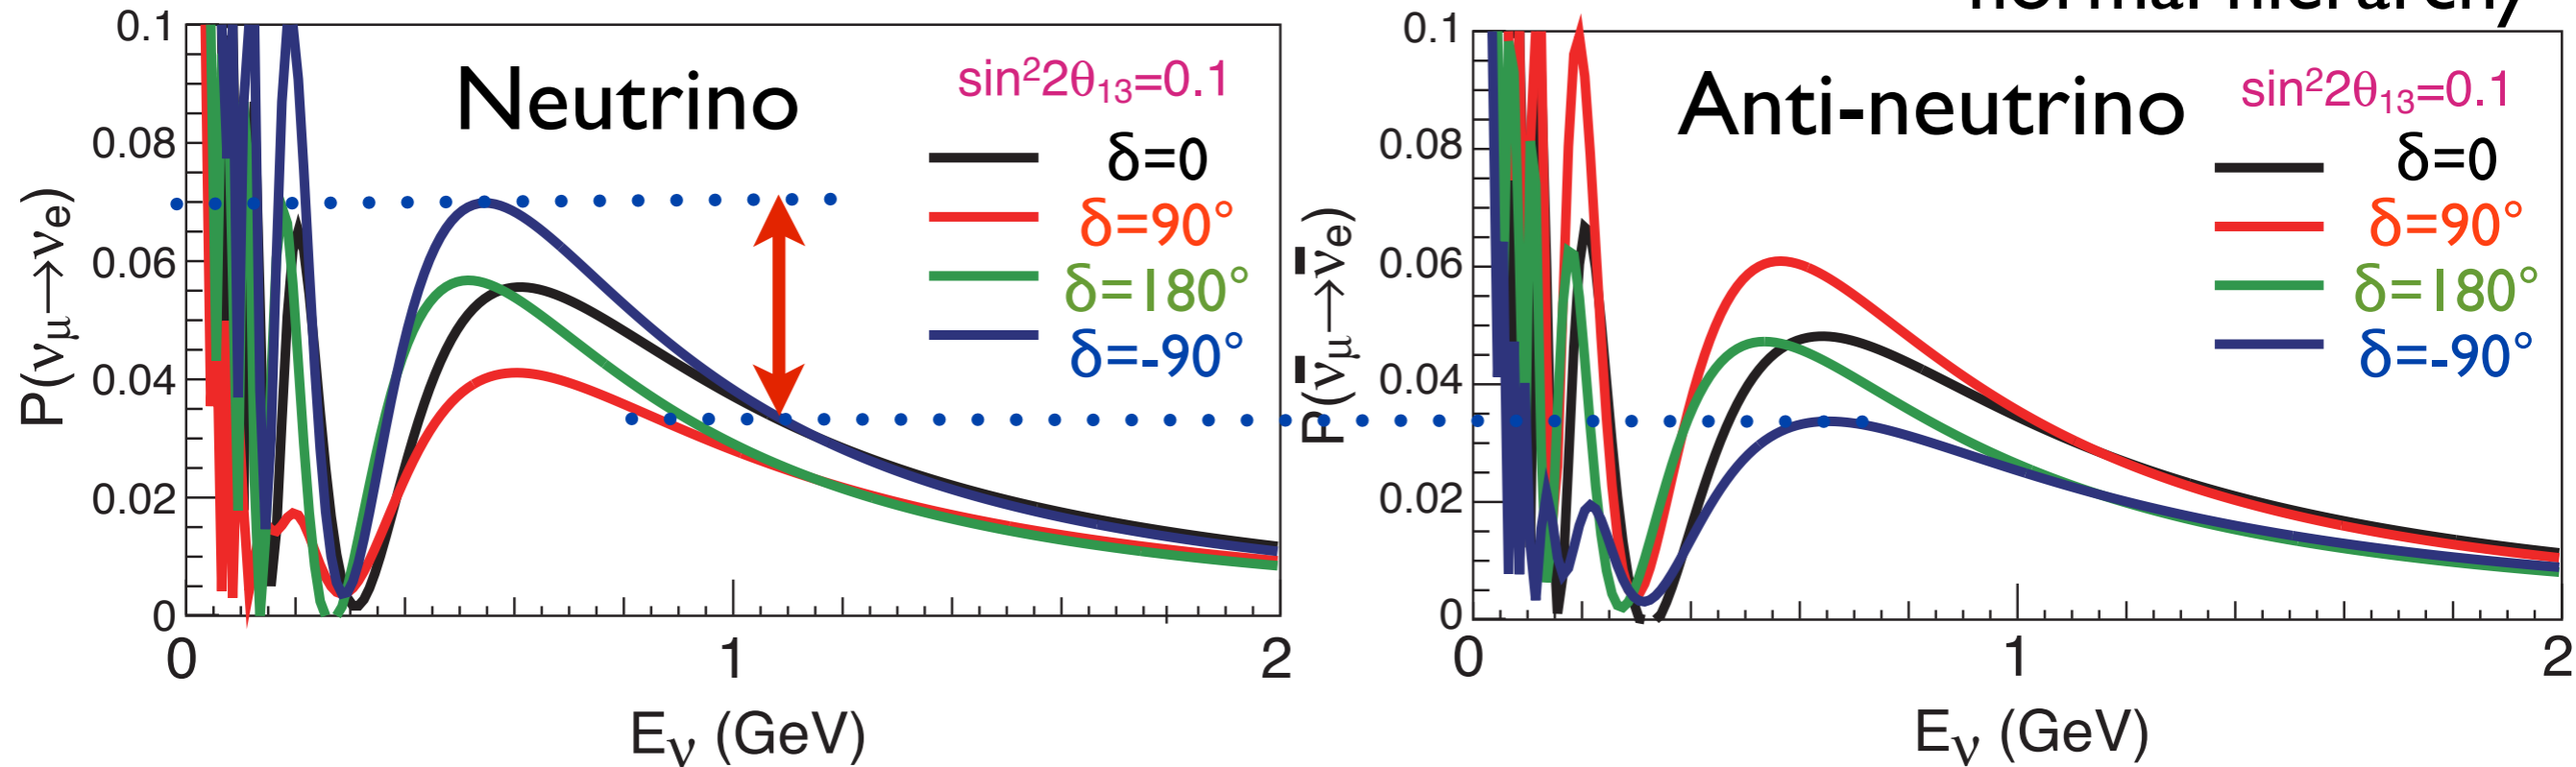 normal hierarchy
Neutrino
sin²2θ₁₃=0.1
δ=0
δ=90°
δ=180°
δ=-90°
P(νμ→νe)
0.1
0.08
0.06
0.04
0.02
0
0
1
2
Eν (GeV)
Anti-neutrino
sin²2θ₁₃=0.1
δ=0
δ=90°
δ=180°
δ=-90°
P(ν̄μ→ν̄e)
0.1
0.08
0.06
0.04
0.02
0
0
1
2
Eν (GeV)